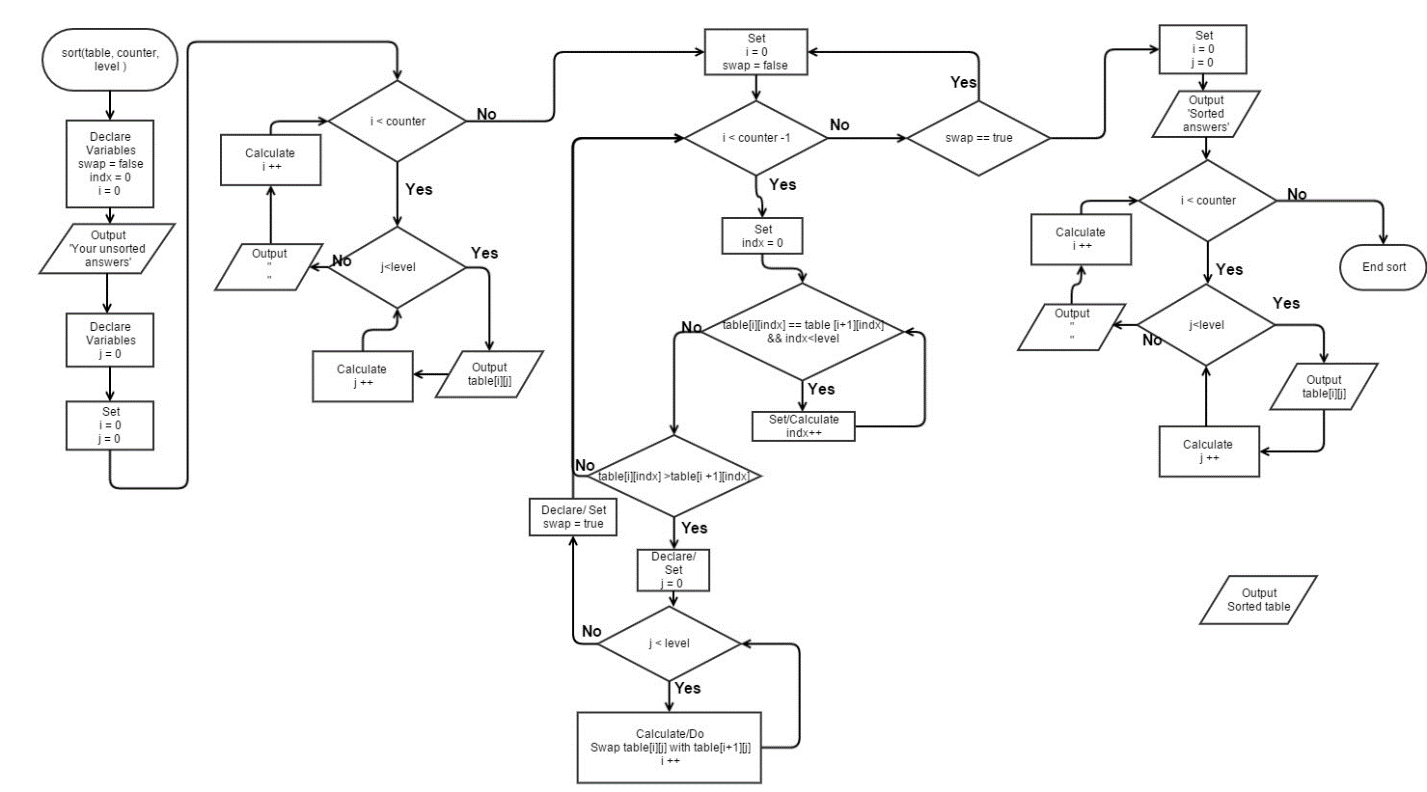 sort(table, counter,
level )
Declare
Variables
swap = false
indx = 0
i = 0
Output
'Your unsorted
answers'
Declare
Variables
j = 0
Set
i = 0
j = 0
i < counter
No
Yes
Calculate
i ++
j<level
No
Yes
Output
"
"
Output
table[i][j]
Calculate
j ++
Set
i = 0
swap = false
i < counter -1
No
Yes
swap == true
Yes
Set
indx = 0
table[i][indx] == table [i+1][indx]
&& indx<level
No
Yes
Set/Calculate
indx++
table[i][indx] >table[i +1][indx]
No
Yes
Declare/ Set
swap = true
Declare/
Set
j = 0
j < level
No
Yes
Calculate/Do
Swap table[i][j] with table[i+1][j]
i ++
Set
i = 0
j = 0
Output
'Sorted
answers'
i < counter
No
Yes
End sort
Calculate
i ++
j<level
No
Yes
Output
"
"
Output
table[i][j]
Calculate
j ++
Output
Sorted table